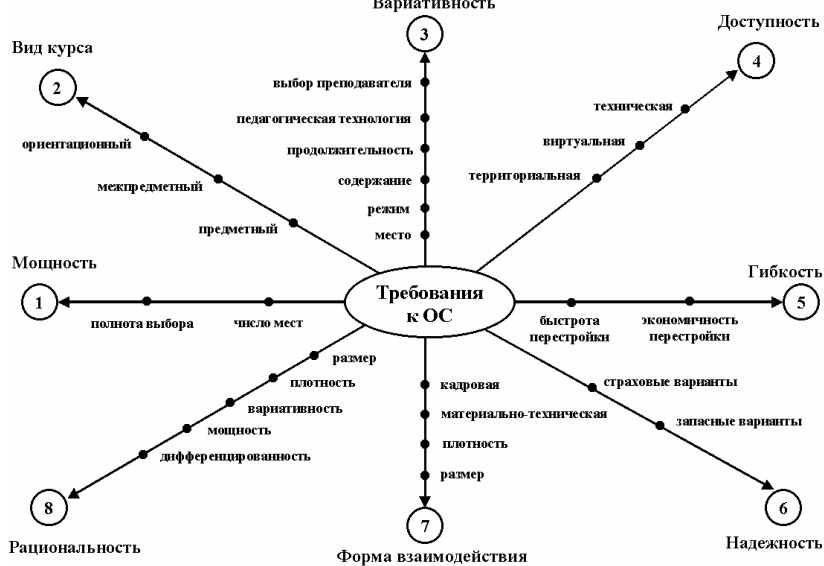 Вариативность
3
Доступность
4
Вид курса
2
выбор преподавателя
педагогическая технология
продолжительность
содержание
режим
место
техническая
виртуальная
территориальная
ориентационный
межпредметный
предметный
Мощность
1
полнота выбора
число мест
Требования
к ОС
Гибкость
5
быстрота
перестройки
экономичность
перестройки
размер
плотность
вариативность
мощность
дифференцированность
8
Рациональность
кадровая
материально-техническая
плотность
размер
7
Форма взаимодействия
страховые варианты
запасные варианты
6
Надежность